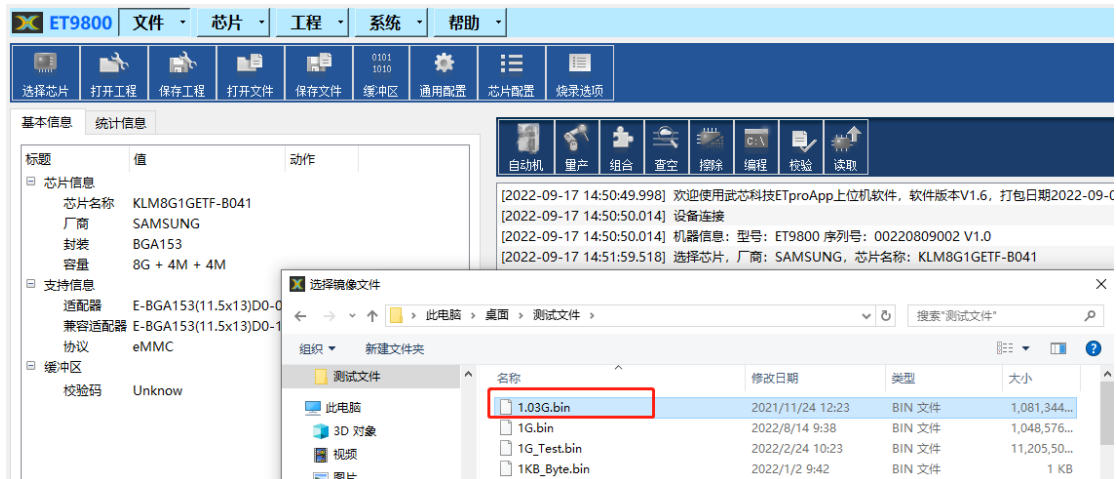 ET9800 文件 芯片 工程 系统 帮助
0101
1010
选择芯片 打开工程 保存工程 打开文件 保存文件 缓冲区 通用配置 芯片配置 烧录选项
基本信息 统计信息
C:\
自动机 量产 组合 查空 擦除 编程 校验 读取
标题 值 动作
芯片信息
芯片名称 KLM8G1GETF-B041
厂商 SAMSUNG
封装 BGA153
容量 8G + 4M + 4M
支持信息
适配器 E-BGA153(11.5x13)D0-0
兼容适配器 E-BGA153(11.5x13)D0-1
协议 eMMC
缓冲区
校验码 Unknow
[2022-09-17 14:50:49.998] 欢迎使用武芯科技ETproApp上位机软件，软件版本V1.6，打包日期2022-09-0
[2022-09-17 14:50:50.014] 设备连接
[2022-09-17 14:50:50.014] 机器信息：型号：ET9800 序列号：00220809002 V1.0
[2022-09-17 14:51:59.518] 选择芯片，厂商：SAMSUNG，芯片名称：KLM8G1GETF-B041
选择镜像文件
此电脑 › 桌面 › 测试文件 ›
搜索"测试文件"
组织 新建文件夹
测试文件
此电脑
3D 对象
视频
图片
名称 修改日期 类型 大小
1.03G.bin 2021/11/24 12:23 BIN 文件 1,081,344...
1G.bin 2022/8/14 9:38 BIN 文件 1,048,576...
1G_Test.bin 2022/2/24 10:23 BIN 文件 11,205,50...
1KB_Byte.bin 2022/1/2 9:42 BIN 文件 1 KB